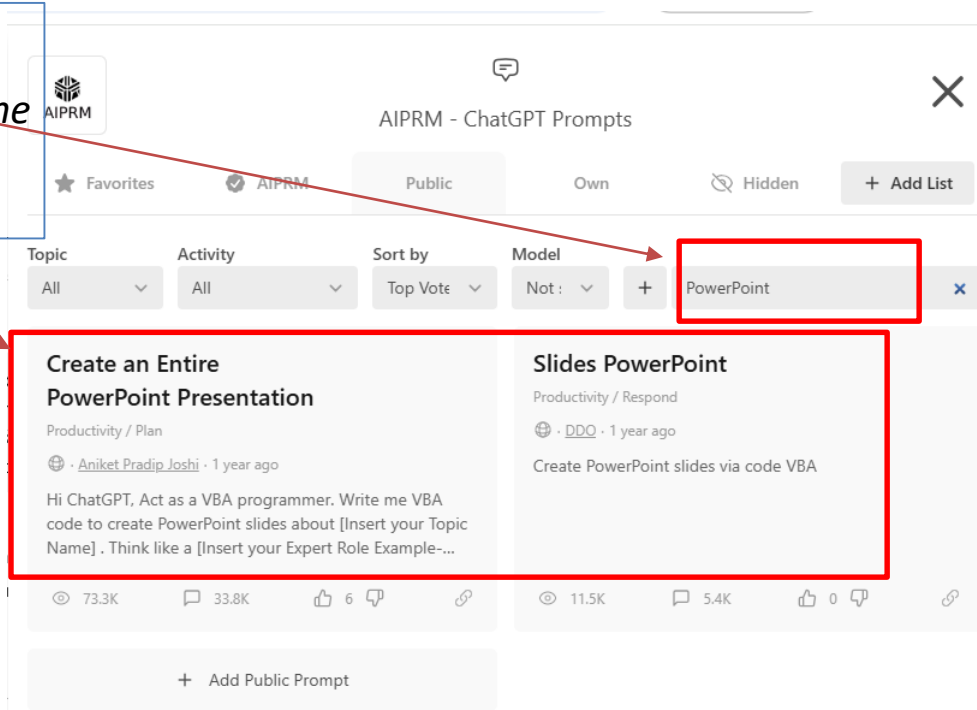 AIPRM
AIPRM - ChatGPT Prompts
Favorites
AIPRM
Public
Own
Hidden
+ Add List
Topic
Activity
Sort by
Model
All
All
Top Vote
Not
+
PowerPoint
Create an Entire
PowerPoint Presentation
Productivity / Plan
· Aniket Pradip Joshi · 1 year ago
Hi ChatGPT, Act as a VBA programmer. Write me VBA
code to create PowerPoint slides about [Insert your Topic
Name] . Think like a [Insert your Expert Role Example-...
73.3K
33.8K
6
Slides PowerPoint
Productivity / Respond
· DDO · 1 year ago
Create PowerPoint slides via code VBA
11.5K
5.4K
0
+ Add Public Prompt